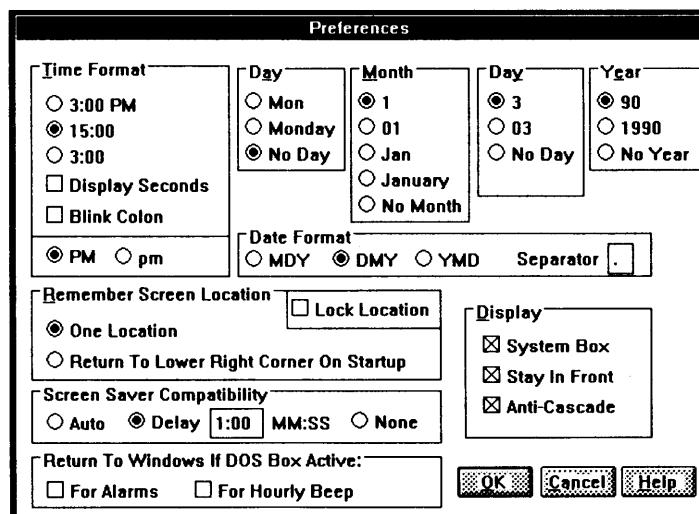 Preferences
Time Format
3:00 PM
15:00
3:00
Display Seconds
Blink Colon
PM pm
Day
Mon
Monday
No Day
Month
1
01
Jan
January
No Month
Day
3
03
No Day
Year
90
1990
No Year
Date Format
MDY DMY YMD Separator .
Remember Screen Location
Lock Location
One Location
Return To Lower Right Corner On Startup
Display
System Box
Stay In Front
Anti-Cascade
Screen Saver Compatibility
Auto Delay 1:00 MM:SS None
Return To Windows If DOS Box Active:
For Alarms For Hourly Beep
OK Cancel Help